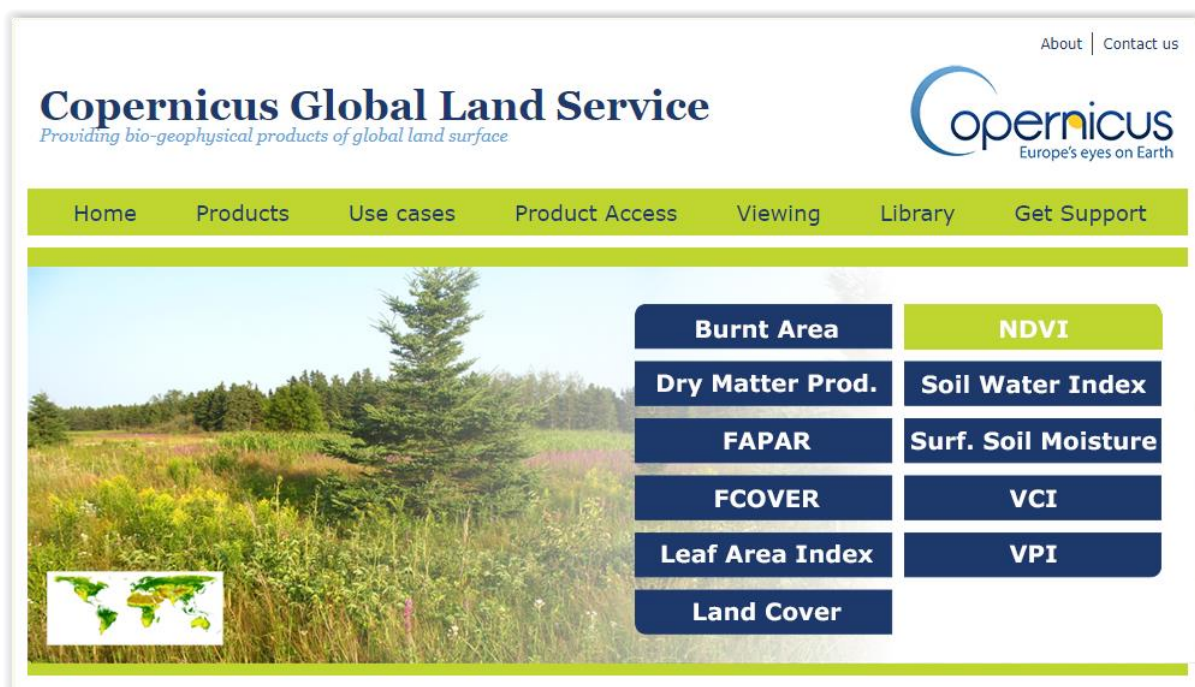 About | Contact us
Copernicus Global Land Service
Providing bio-geophysical products of global land surface
opernicus
Europe's eyes on Earth
Home Products Use cases Product Access Viewing Library Get Support
Burnt Area
NDVI
Dry Matter Prod.
Soil Water Index
FAPAR
Surf. Soil Moisture
FCOVER
VCI
Leaf Area Index
VPI
Land Cover